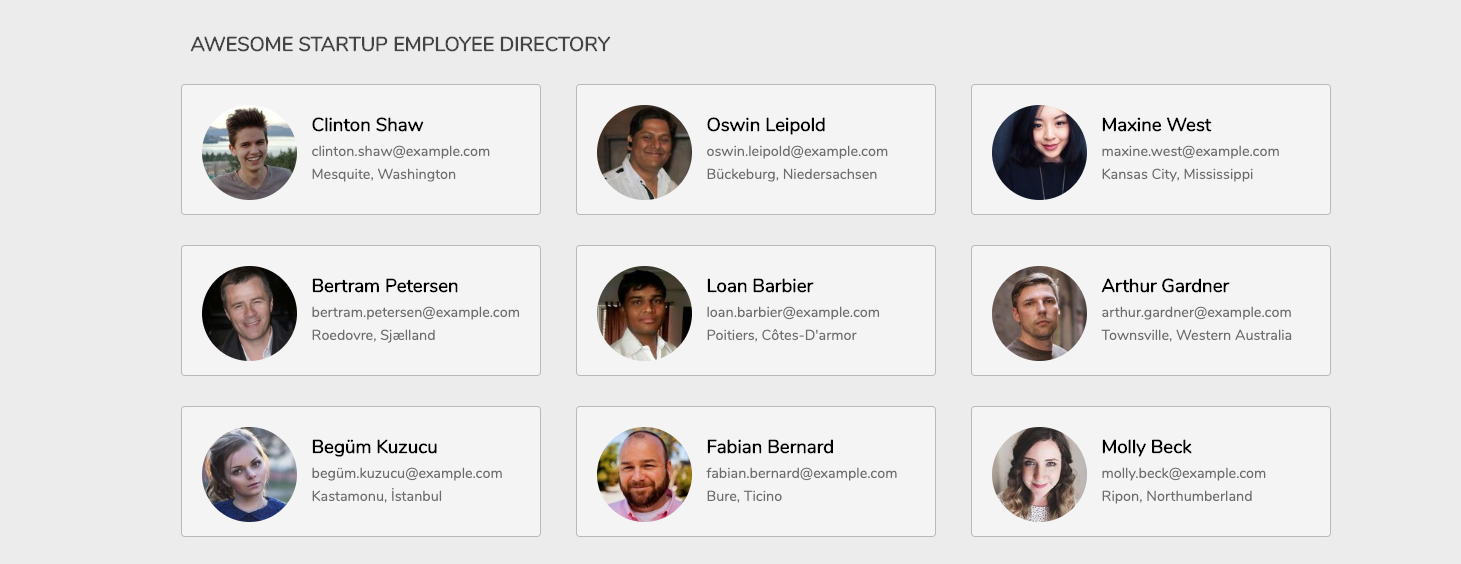 AWESOME STARTUP EMPLOYEE DIRECTORY
Clinton Shaw
clinton.shaw@example.com
Mesquite, Washington
Oswin Leipold
oswin.leipold@example.com
Bückeburg, Niedersachsen
Maxine West
maxine.west@example.com
Kansas City, Mississippi
Bertram Petersen
bertram.petersen@example.com
Roedovre, Sjælland
Loan Barbier
loan.barbier@example.com
Poitiers, Côtes-D'armor
Arthur Gardner
arthur.gardner@example.com
Townsville, Western Australia
Begüm Kuzucu
begüm.kuzucu@example.com
Kastamonu, İstanbul
Fabian Bernard
fabian.bernard@example.com
Bure, Ticino
Molly Beck
molly.beck@example.com
Ripon, Northumberland